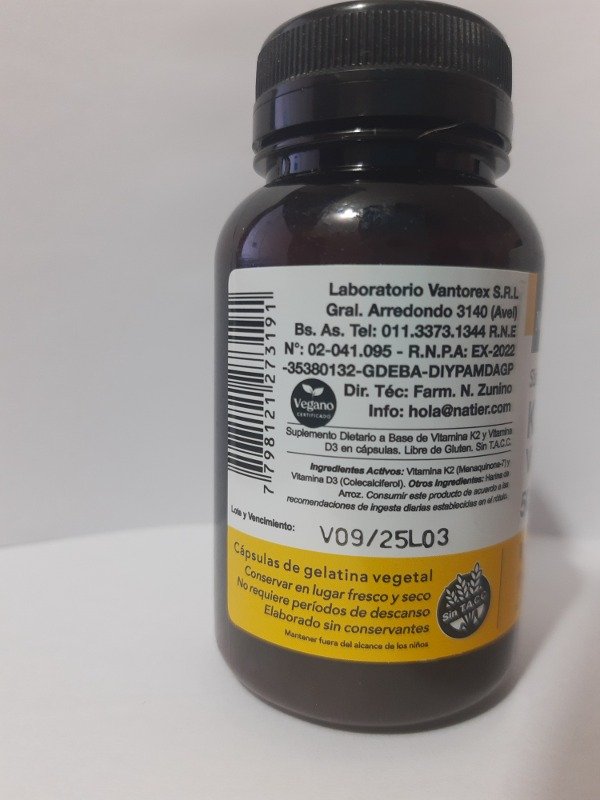 Laboratorio Vantorex S.R.L
Gral. Arredondo 3140 (Avel)
Bs. As. Tel: 011.3373.1344 R.N.E
N°: 02-041.095 - R.N.P.A: EX-2022
-35380132-GDEBA-DIYPAMDAGP
Dir. Téc: Farm. N. Zunino
Info: hola@natier.com
Vegano
CERTIFICADO
Suplemento Dietario a Base de Vitamina K2 y Vitamina
D3 en cápsulas. Libre de Gluten. Sin T.A.C.C.
Ingredientes Activos: Vitamina K2 (Menaquinona-7) y
Vitamina D3 (Colecalciferol). Otros Ingredientes: Harina de
Arroz. Consumir este producto de acuerdo a las
recomendaciones de ingesta diarias establecidas en el rótulo.
7 798121 273191
Lote y Vencimiento:
V09/25L03
Cápsulas de gelatina vegetal
Conservar en lugar fresco y seco
No requiere períodos de descanso
Elaborado sin conservantes
Mantener fuera del alcance de los niños
Sin T.A.C.C.